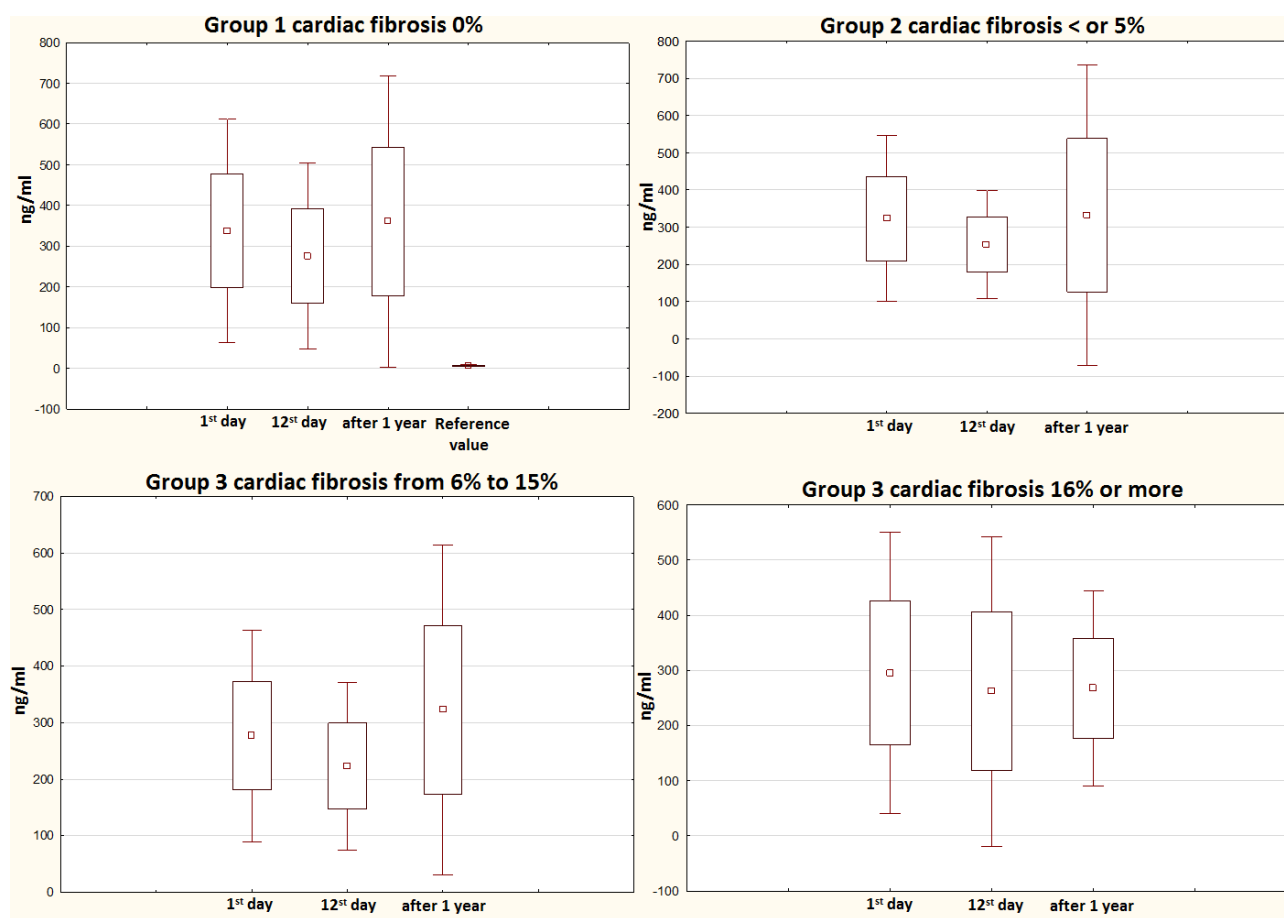 Group 1 cardiac fibrosis 0%
800
700
600
500
400
300
200
100
0
-100
ng/ml
1st day
12st day
after 1 year
Reference
value
Group 2 cardiac fibrosis < or 5%
800
700
600
500
400
300
200
100
0
-100
-200
ng/ml
1st day
12st day
after 1 year
Group 3 cardiac fibrosis from 6% to 15%
700
600
500
400
300
200
100
0
ng/ml
1st day
12st day
after 1 year
Group 3 cardiac fibrosis 16% or more
600
500
400
300
200
100
0
-100
ng/ml
1st day
12st day
after 1 year